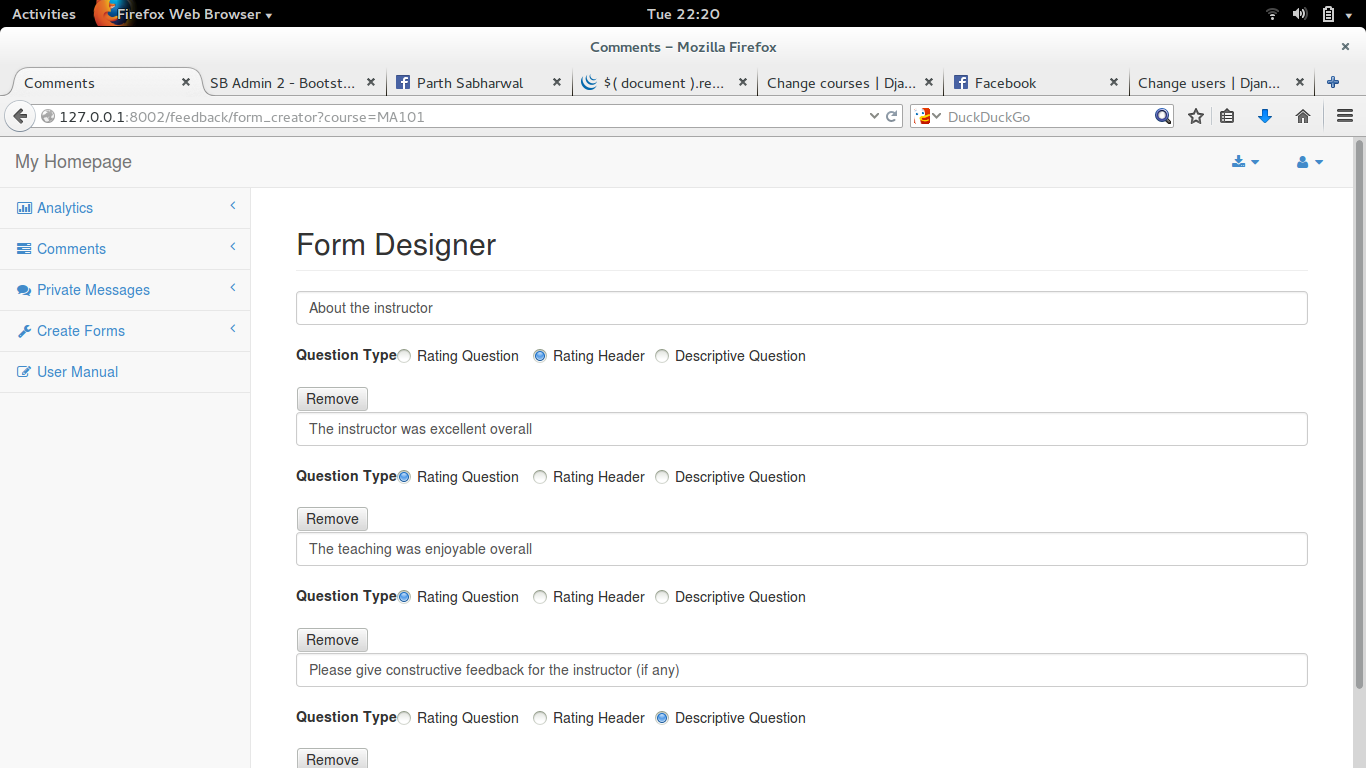 Activities Firefox Web Browser Tue 22:20
Comments – Mozilla Firefox
Comments SB Admin 2 - Bootst... Parth Sabharwal $( document ).re... Change courses | Dja... Facebook Change users | Djan...
127.0.0.1:8002/feedback/form_creator?course=MA101 DuckDuckGo
My Homepage
Analytics
Comments
Private Messages
Create Forms
User Manual
Form Designer
About the instructor
Question Type Rating Question Rating Header Descriptive Question
Remove
The instructor was excellent overall
Question Type Rating Question Rating Header Descriptive Question
Remove
The teaching was enjoyable overall
Question Type Rating Question Rating Header Descriptive Question
Remove
Please give constructive feedback for the instructor (if any)
Question Type Rating Question Rating Header Descriptive Question
Remove